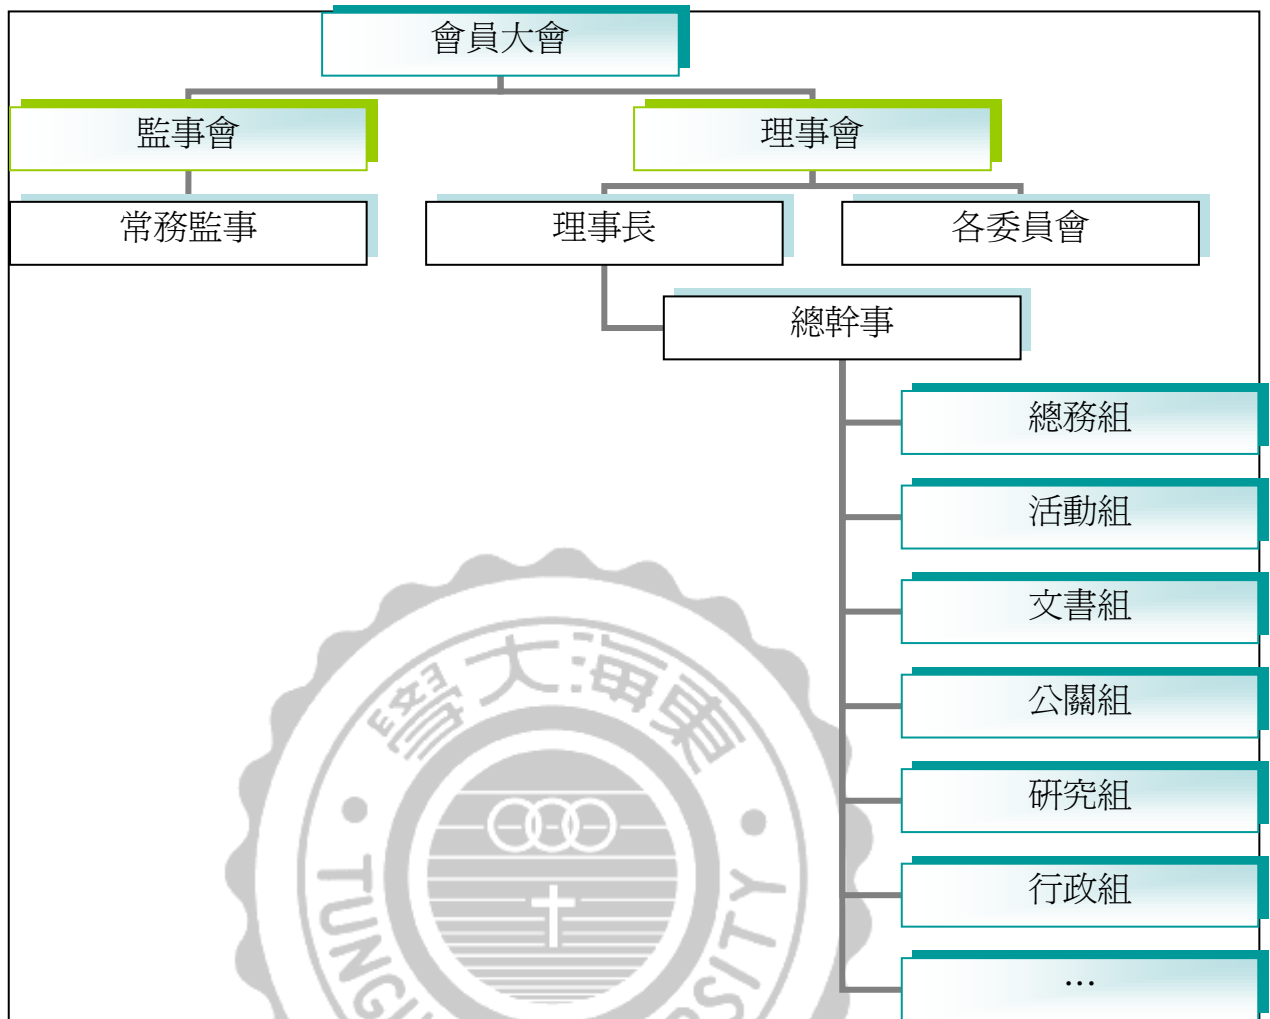 會員大會
監事會
理事會
常務監事
理事長
各委員會
總幹事
總務組
活動組
文書組
公關組
研究組
行政組
…
學大海東
TUNG
SITY